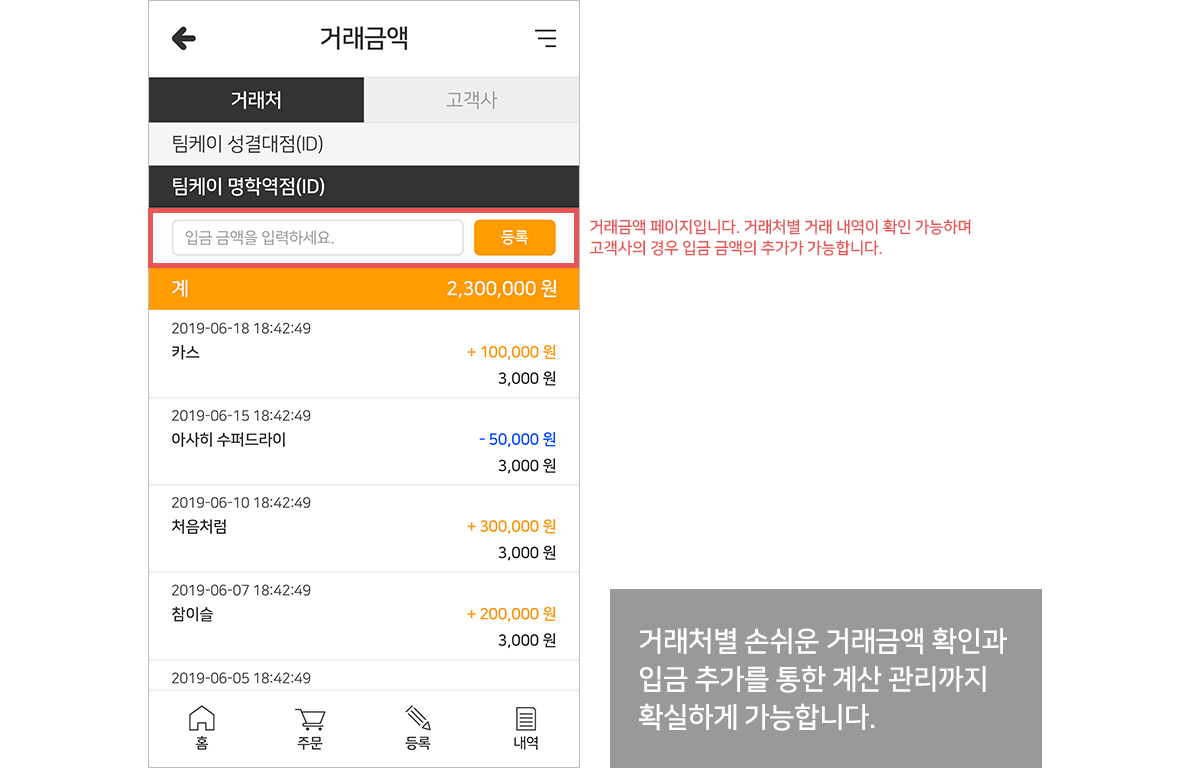 거래금액
거래처
고객사
팀케이 성결대점(ID)
팀케이 명학역점(ID)
입금 금액을 입력하세요.
등록
거래금액 페이지입니다. 거래처별 거래 내역이 확인 가능하며
고객사의 경우 입금 금액의 추가가 가능합니다.
계
2,300,000 원
2019-06-18 18:42:49
카스
+ 100,000 원
3,000 원
2019-06-15 18:42:49
아사히 수퍼드라이
- 50,000 원
3,000 원
2019-06-10 18:42:49
처음처럼
+ 300,000 원
3,000 원
2019-06-07 18:42:49
참이슬
+ 200,000 원
3,000 원
2019-06-05 18:42:49
홈
주문
등록
내역
거래처별 손쉬운 거래금액 확인과
입금 추가를 통한 계산 관리까지
확실하게 가능합니다.